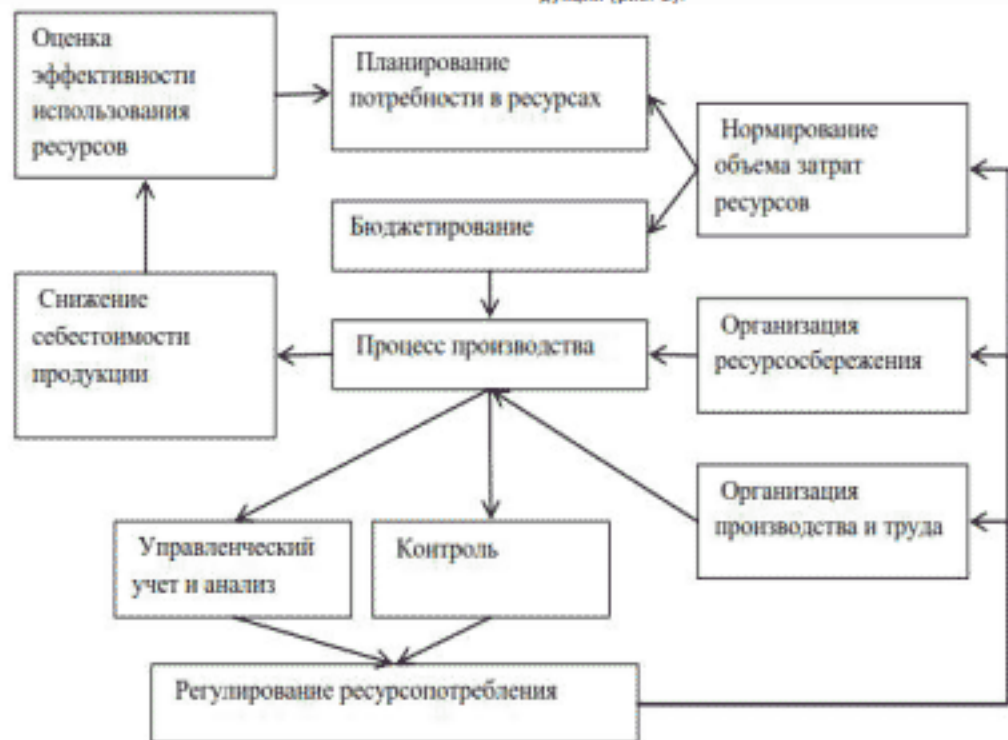 Оценка
эффективности
использования
ресурсов
Планирование
потребности в ресурсах
Нормирование
объема затрат
ресурсов
Бюджетирование
Снижение
себестоимости
продукции
Процесс производства
Организация
ресурсосбережения
Организация
производства и труда
Управленческий
учет и анализ
Контроль
Регулирование ресурсопотребления